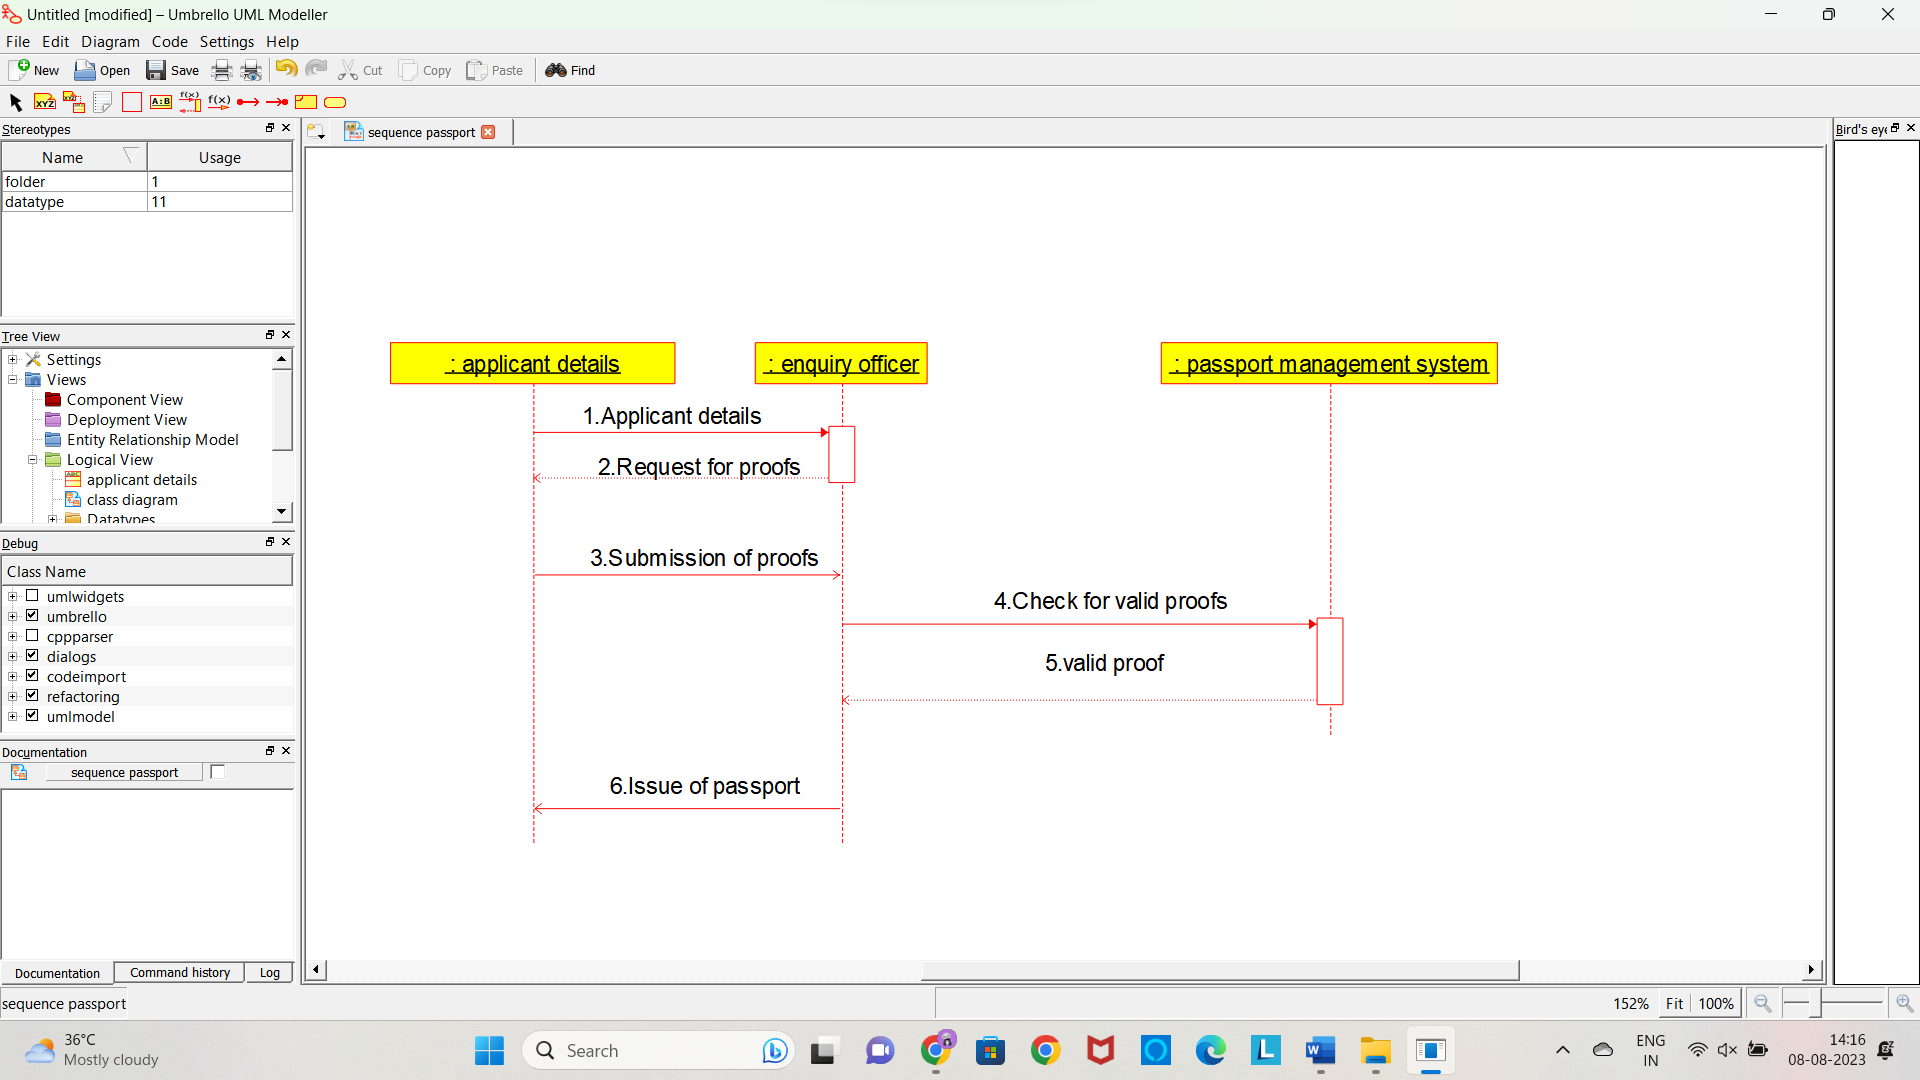 Untitled [modified] – Umbrello UML Modeller
File Edit Diagram Code Settings Help
New Open Save Cut Copy Paste Find
XYZ A:B f(x) f(x)
Stereotypes
Name Usage
folder 1
datatype 11
Tree View
Settings
Views
Component View
Deployment View
Entity Relationship Model
Logical View
applicant details
class diagram
Datatypes
Debug
Class Name
umlwidgets
umbrello
cppparser
dialogs
codeimport
refactoring
umlmodel
Documentation
sequence passport
Documentation Command history Log
sequence passport
sequence passport
Bird's eye
: applicant details
: enquiry officer
: passport management system
1.Applicant details
2.Request for proofs
3.Submission of proofs
4.Check for valid proofs
5.valid proof
6.Issue of passport
152% Fit 100%
36°C
Mostly cloudy
Search
ENG
IN
14:16
08-08-2023